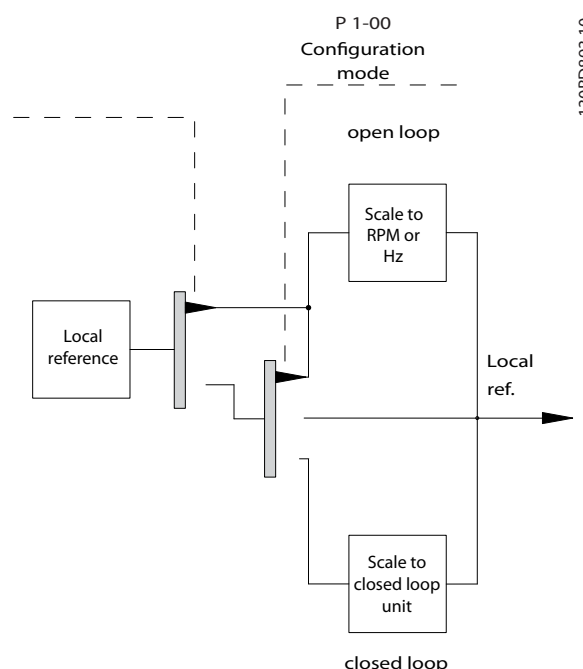 P 1-00
Configuration
mode
open loop
Scale to
RPM or
Hz
Local
reference
Local
ref.
Scale to
closed loop
unit
closed loop